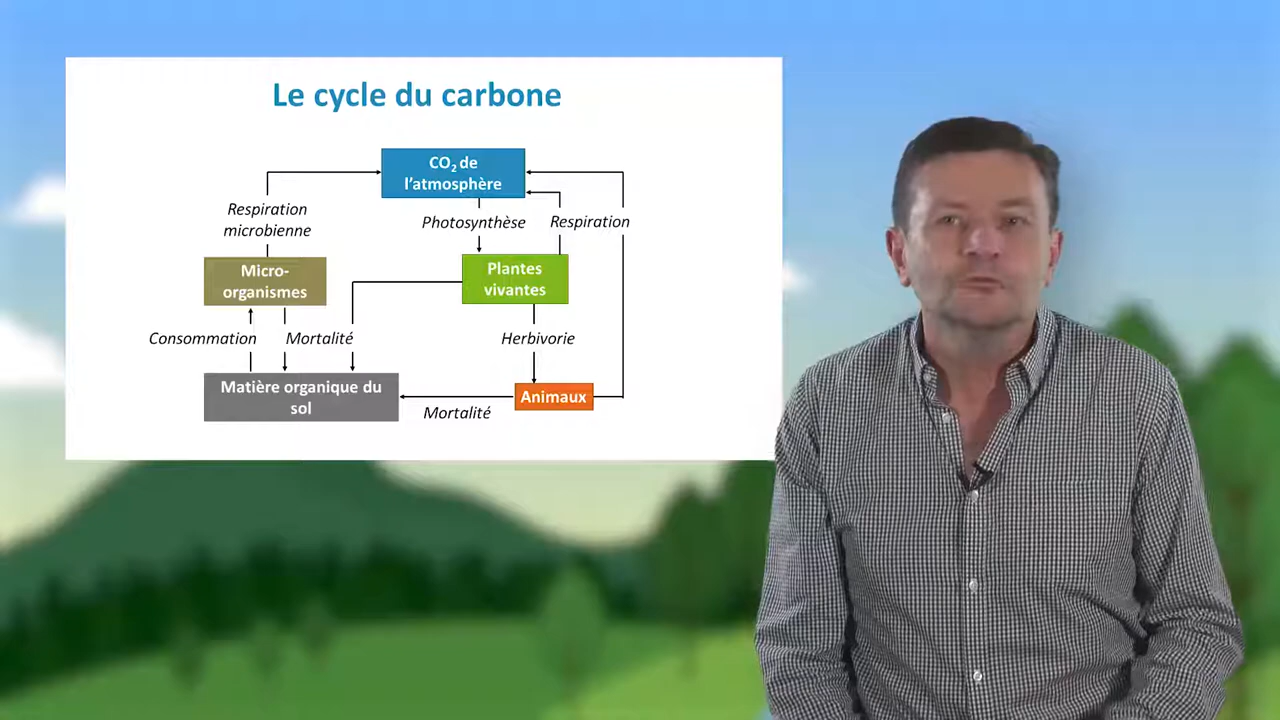 Le cycle du carbone
CO₂ de
l’atmosphère
Respiration
microbienne
Photosynthèse
Respiration
Micro-
organismes
Plantes
vivantes
Consommation
Mortalité
Herbivorie
Matière organique du
sol
Animaux
Mortalité